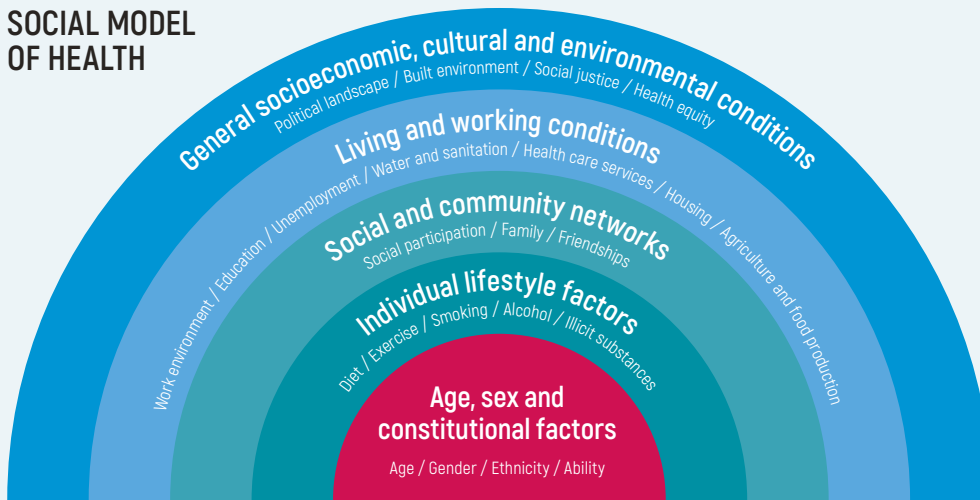 SOCIAL MODEL
OF HEALTH
General socioeconomic, cultural and environmental conditions
Political landscape / Built environment / Social justice / Health equity
Living and working conditions
Work environment / Education / Unemployment / Water and sanitation / Health care services / Housing / Agriculture and food production
Social and community networks
Social participation / Family / Friendships
Individual lifestyle factors
Diet / Exercise / Smoking / Alcohol / Illicit substances
Age, sex and
constitutional factors
Age / Gender / Ethnicity / Ability